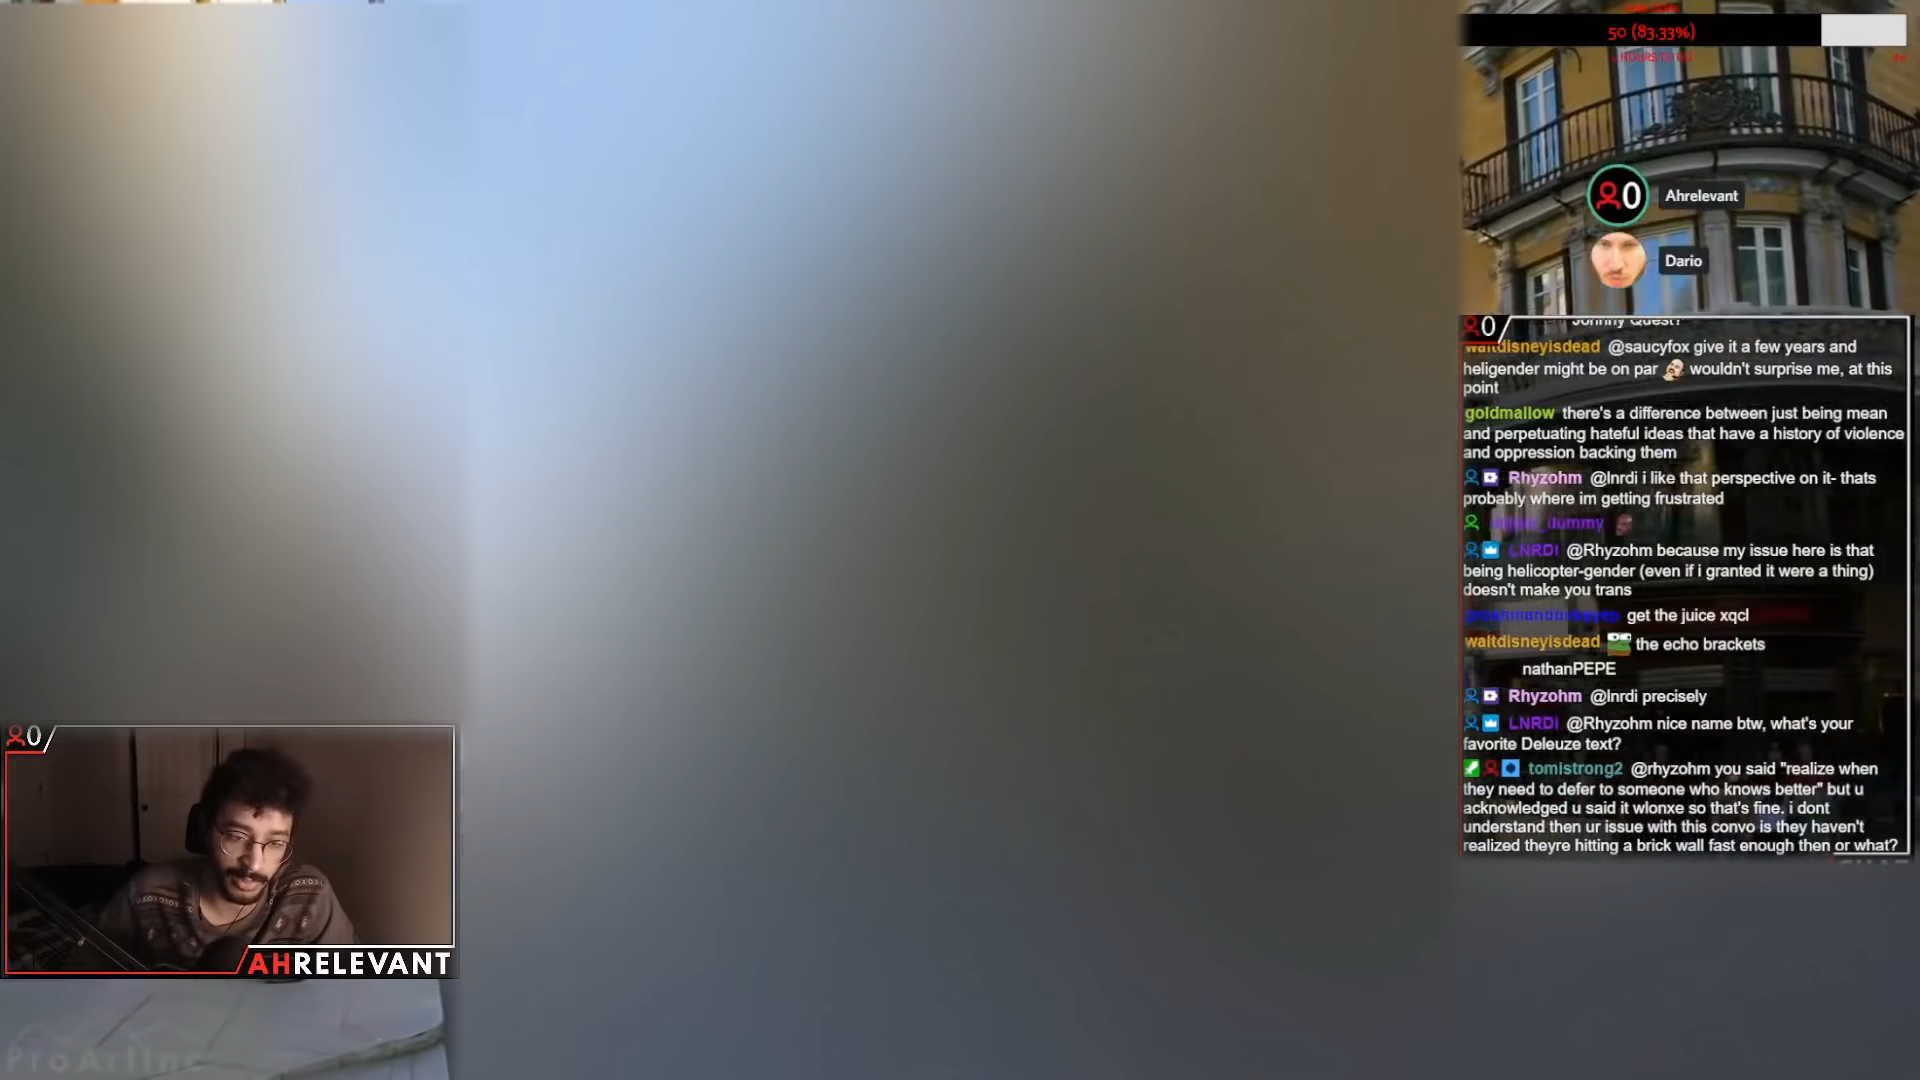 50 (83.33%)
0
Ahrelevant
Dario
0
Johnny Quest?
waltdisneyisdead @saucyfox give it a few years and
heligender might be on par wouldn't surprise me, at this
point
goldmallow there's a difference between just being mean
and perpetuating hateful ideas that have a history of violence
and oppression backing them
Rhyzohm @lnrdi i like that perspective on it- thats
probably where im getting frustrated
_dummy
LNRDI @Rhyzohm because my issue here is that
being helicopter-gender (even if i granted it were a thing)
doesn't make you trans
get the juice xqcl
waltdisneyisdead the echo brackets
nathanPEPE
Rhyzohm @lnrdi precisely
LNRDI @Rhyzohm nice name btw, what's your
favorite Deleuze text?
tomistrong2 @rhyzohm you said "realize when
they need to defer to someone who knows better" but u
acknowledged u said it wlonxe so that's fine. i dont
understand then ur issue with this convo is they haven't
realized theyre hitting a brick wall fast enough then or what?
0
AHRELEVANT